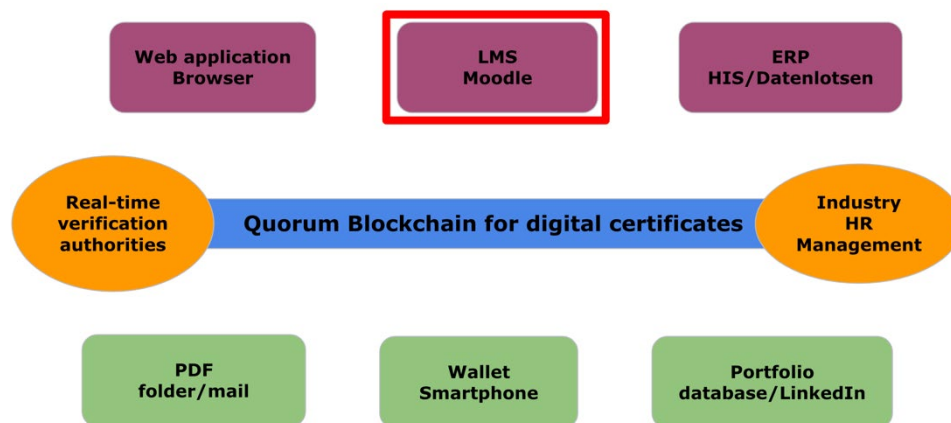 Web application
Browser
LMS
Moodle
ERP
HIS/Datenlotsen
Real-time
verification
authorities
Quorum Blockchain for digital certificates
Industry
HR
Management
PDF
folder/mail
Wallet
Smartphone
Portfolio
database/LinkedIn